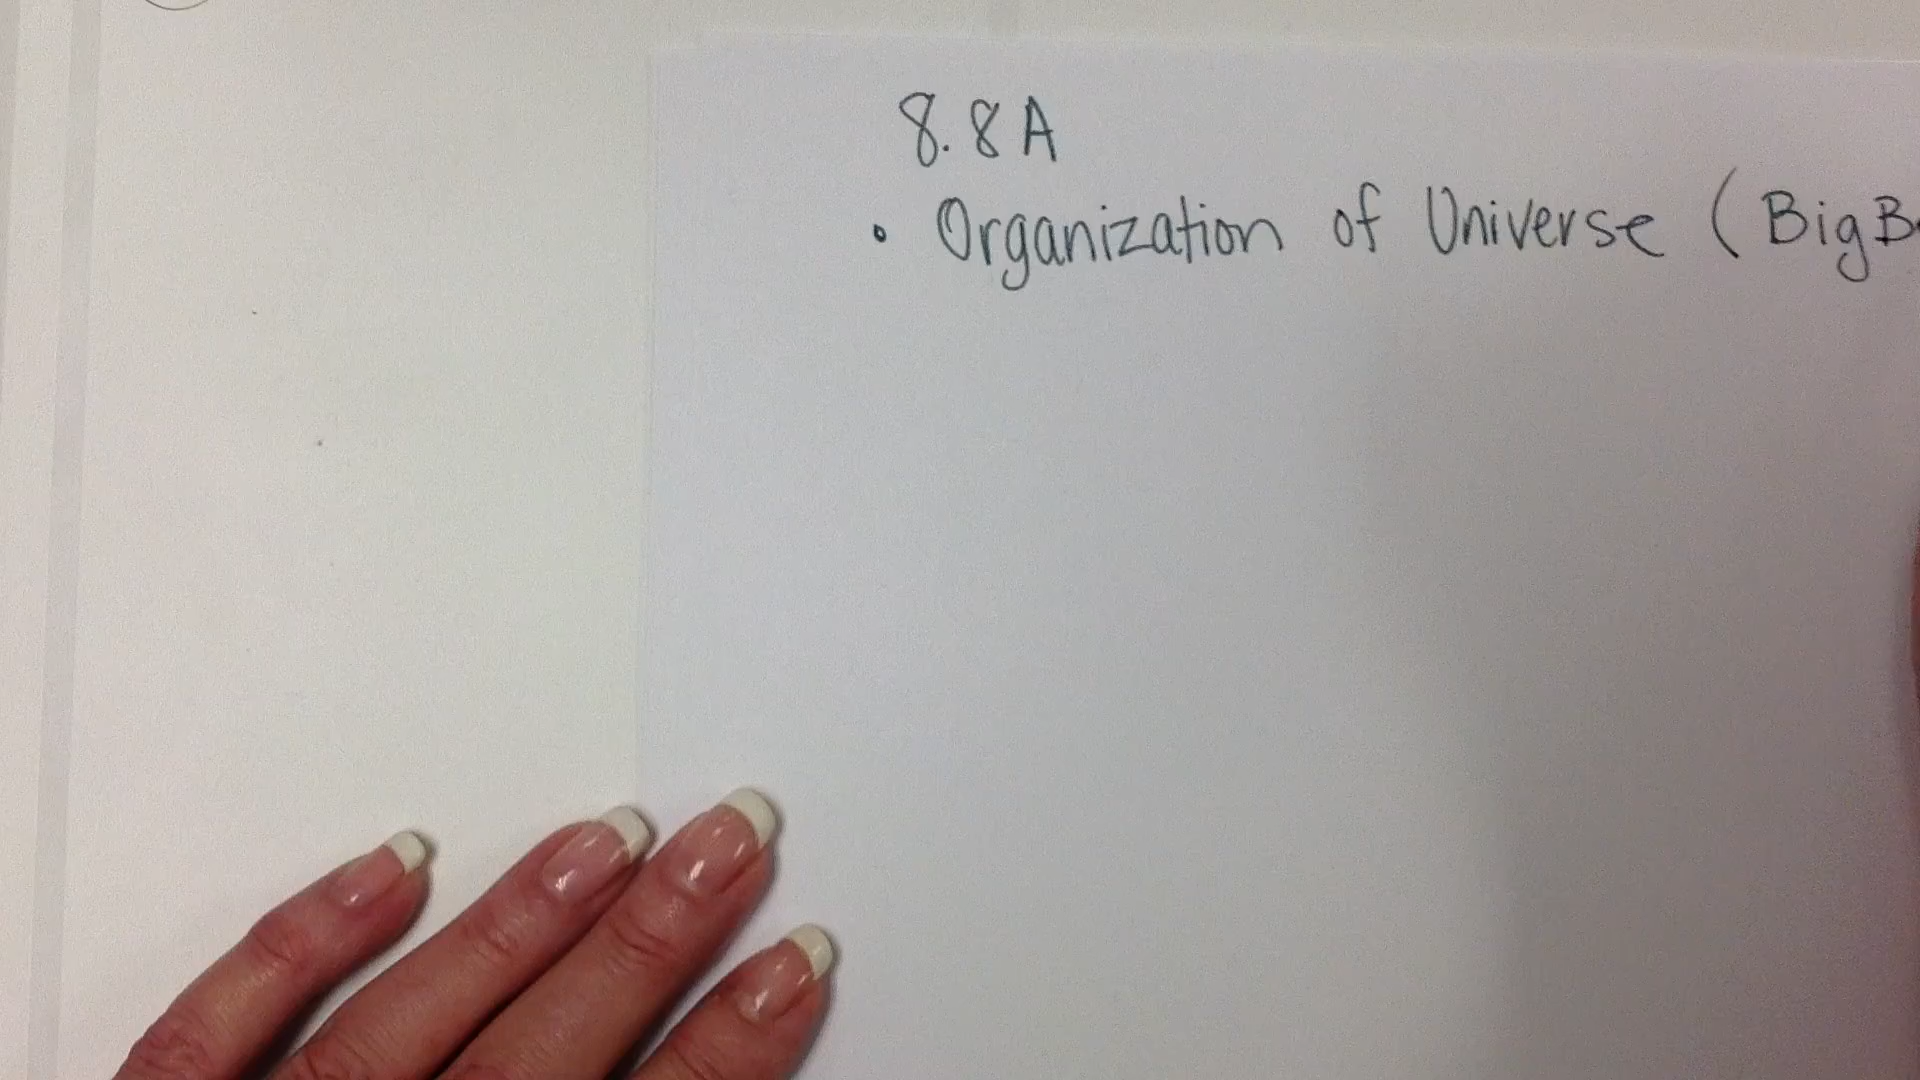 8.8A
• Organization of Universe (Big B